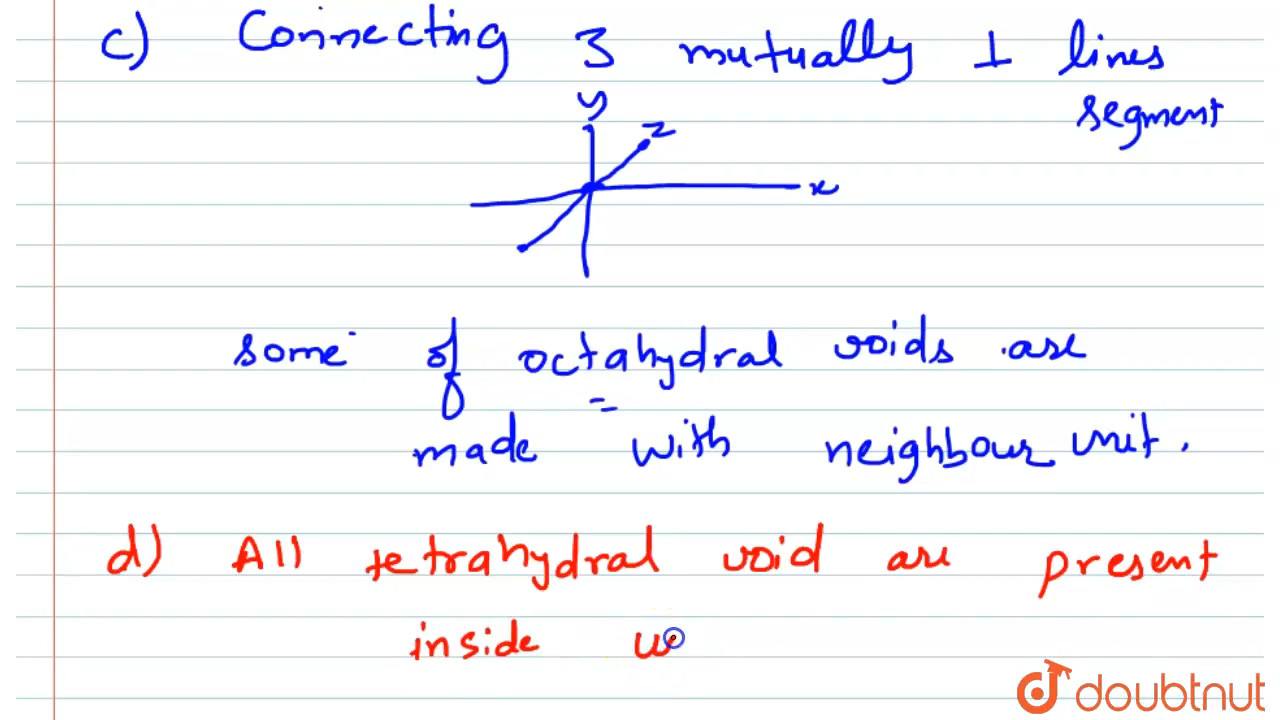 c) Connecting 3 mutually ⊥ lines
segment
y
z
x
some of octahydral voids are
made with neighbour unit.
d) All tetrahydral void are present
inside
doubtnut